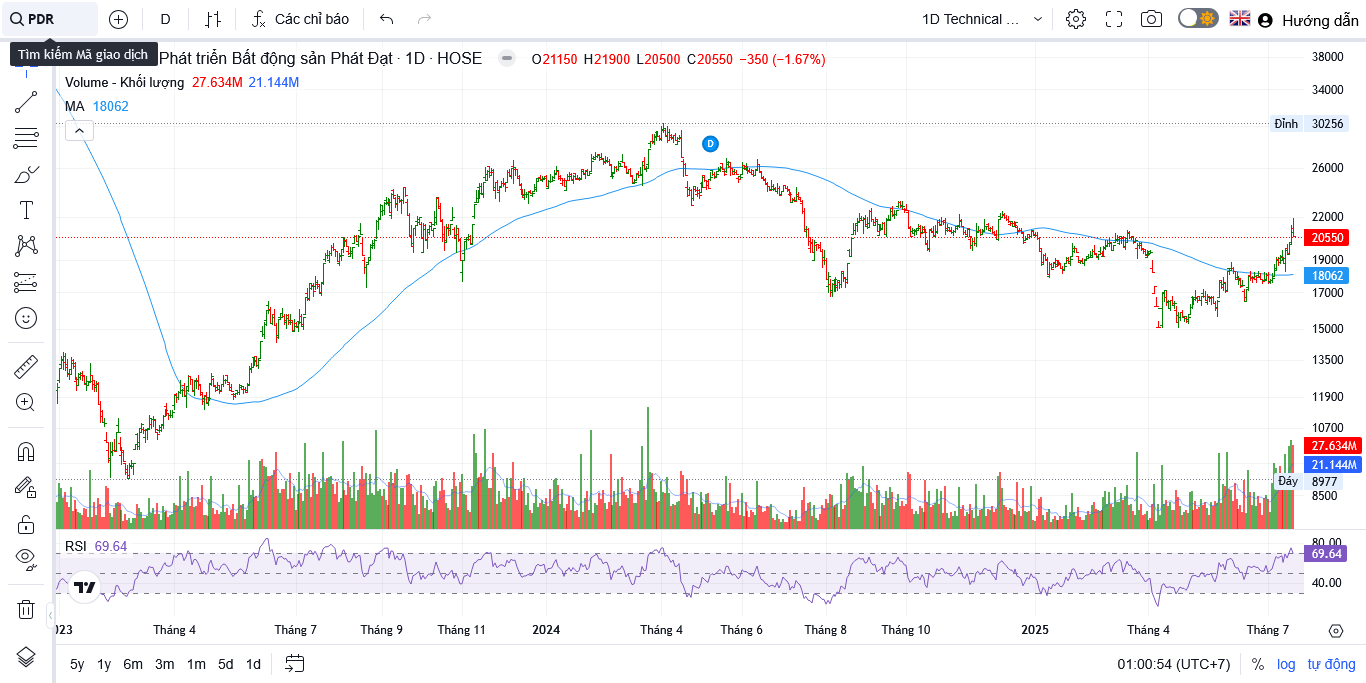 PDR
D
Các chỉ báo
1D Technical ...
Hướng dẫn
Tìm kiếm Mã giao dịch
Phát triển Bất động sản Phát Đạt · 1D · HOSE
O21150 H21900 L20500 C20550 −350 (−1.67%)
Volume - Khối lượng 27.634M 21.144M
MA 18062
D
38000
34000
Đỉnh 30256
26000
22000
20550
19000
18062
17000
15000
13500
11900
10700
27.634M
21.144M
Đáy 8977
8500
RSI 69.64
80.00
69.64
40.00
023 Tháng 4 Tháng 7 Tháng 9 Tháng 11 2024 Tháng 4 Tháng 6 Tháng 8 Tháng 10 2025 Tháng 4 Tháng 7
5y 1y 6m 3m 1m 5d 1d
01:00:54 (UTC+7) % log tự động